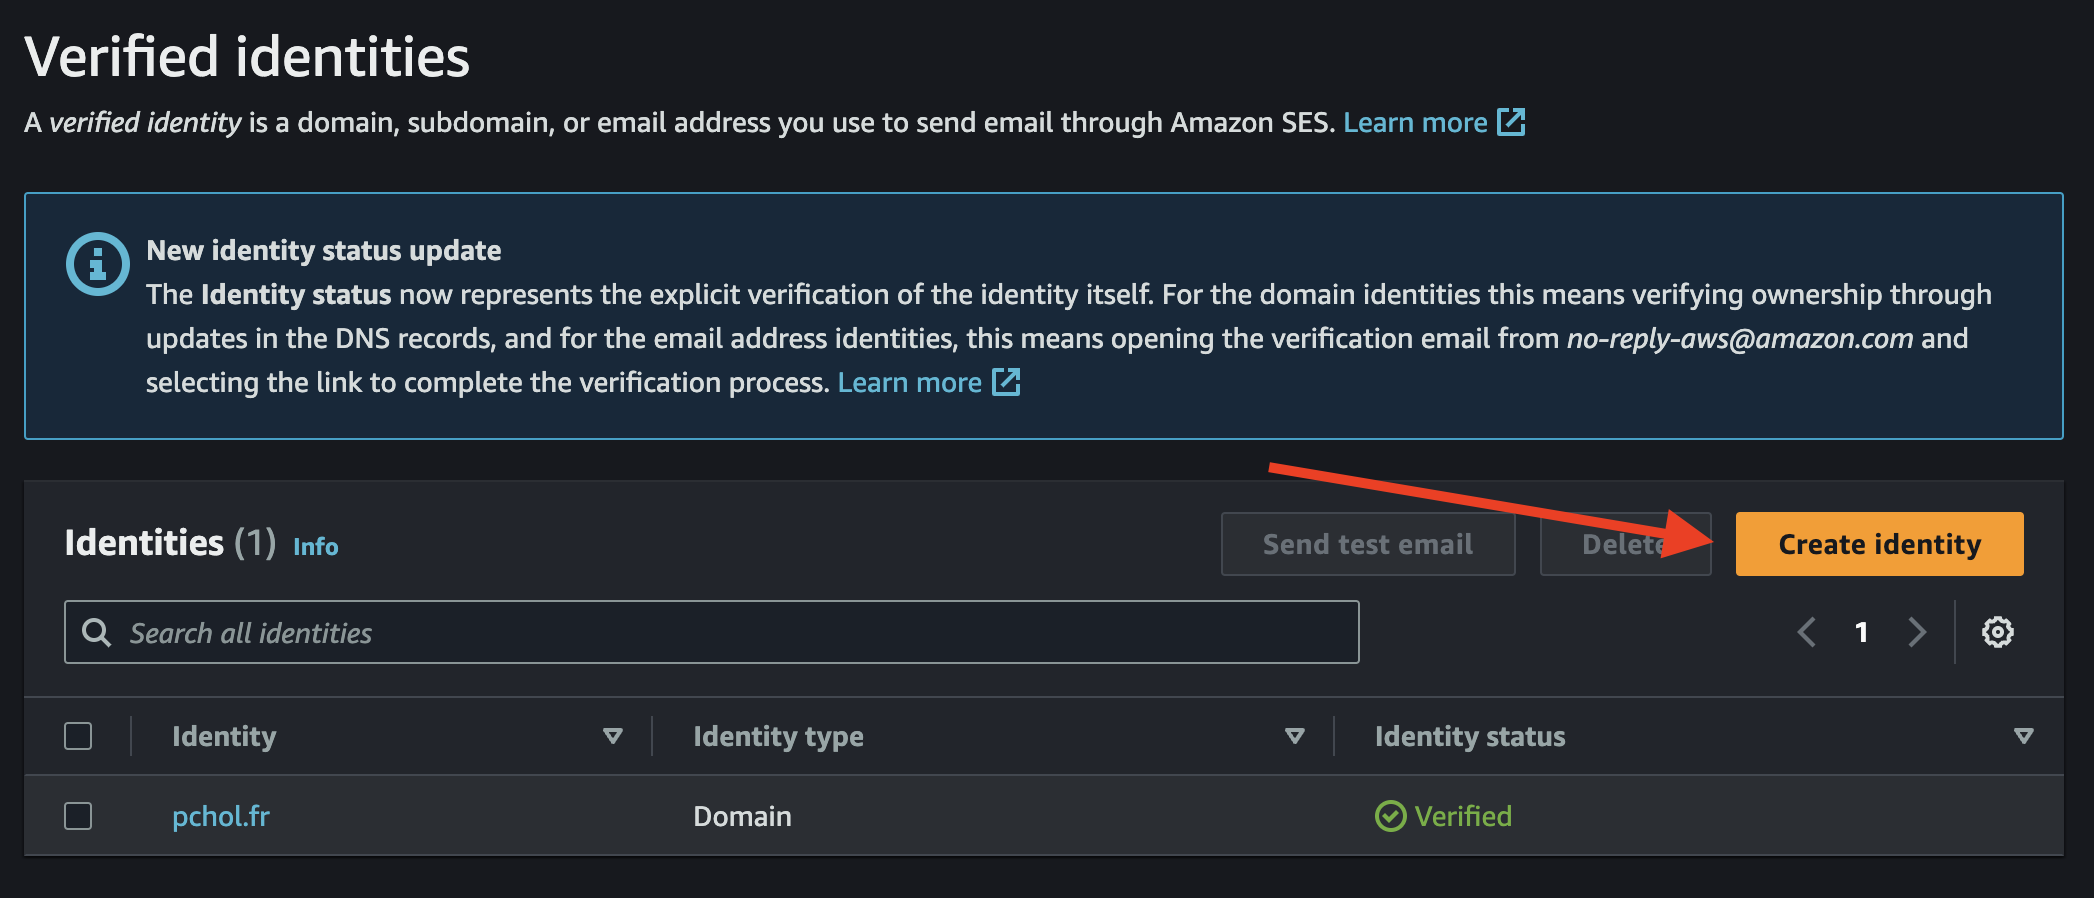 Verified identities
A verified identity is a domain, subdomain, or email address you use to send email through Amazon SES. Learn more
New identity status update
The Identity status now represents the explicit verification of the identity itself. For the domain identities this means verifying ownership through
updates in the DNS records, and for the email address identities, this means opening the verification email from no-reply-aws@amazon.com and
selecting the link to complete the verification process. Learn more
Identities (1) Info
Send test email
Delete
Create identity
Search all identities
1
Identity
Identity type
Identity status
pchol.fr
Domain
Verified